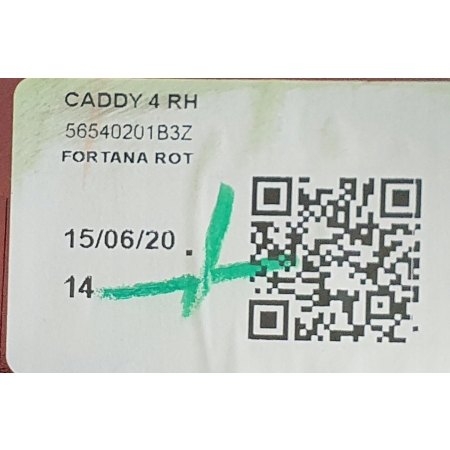 CADDY 4 RH
56540201B3Z
FORTANA ROT
15/06/20 .
14